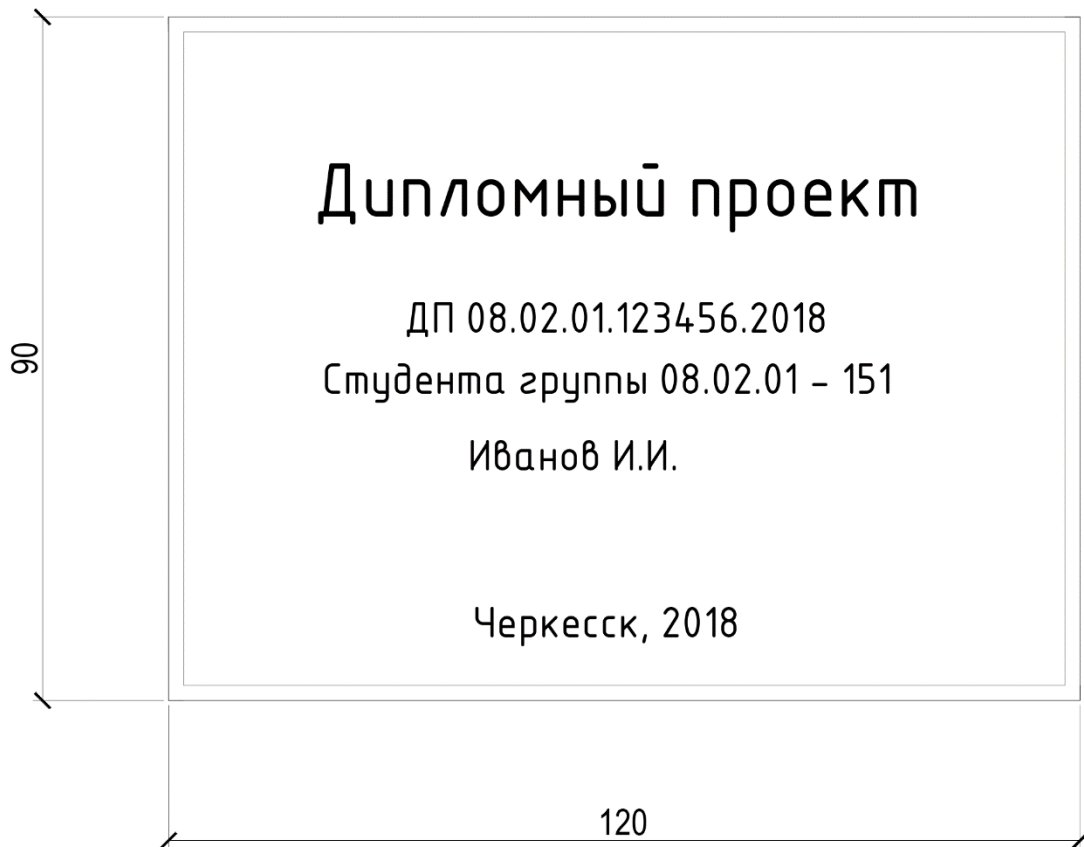 Дипломный проект
ДП 08.02.01.123456.2018
Студента группы 08.02.01 – 151
Иванов И.И.
Черкесск, 2018
90
120